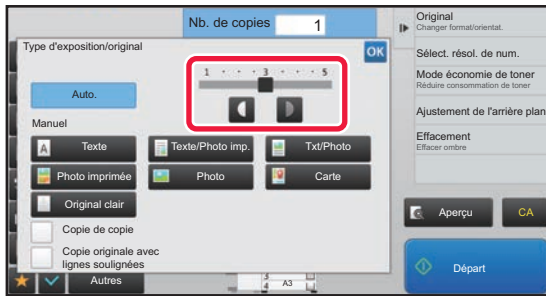 Nb. de copies 1
Type d'exposition/original
OK
1 · · · 3 · · · 5
Auto.
Manuel
A Texte
Texte/Photo imp.
Txt/Photo
Photo imprimée
Photo
Carte
Original clair
Copie de copie
Copie originale avec
lignes soulignées
Autres
3
4
A3
Original
Changer format/orientat.
Sélect. résol. de num.
Mode économie de toner
Réduire consommation de toner
Ajustement de l'arrière plan
Effacement
Effacer ombre
Aperçu
CA
Départ